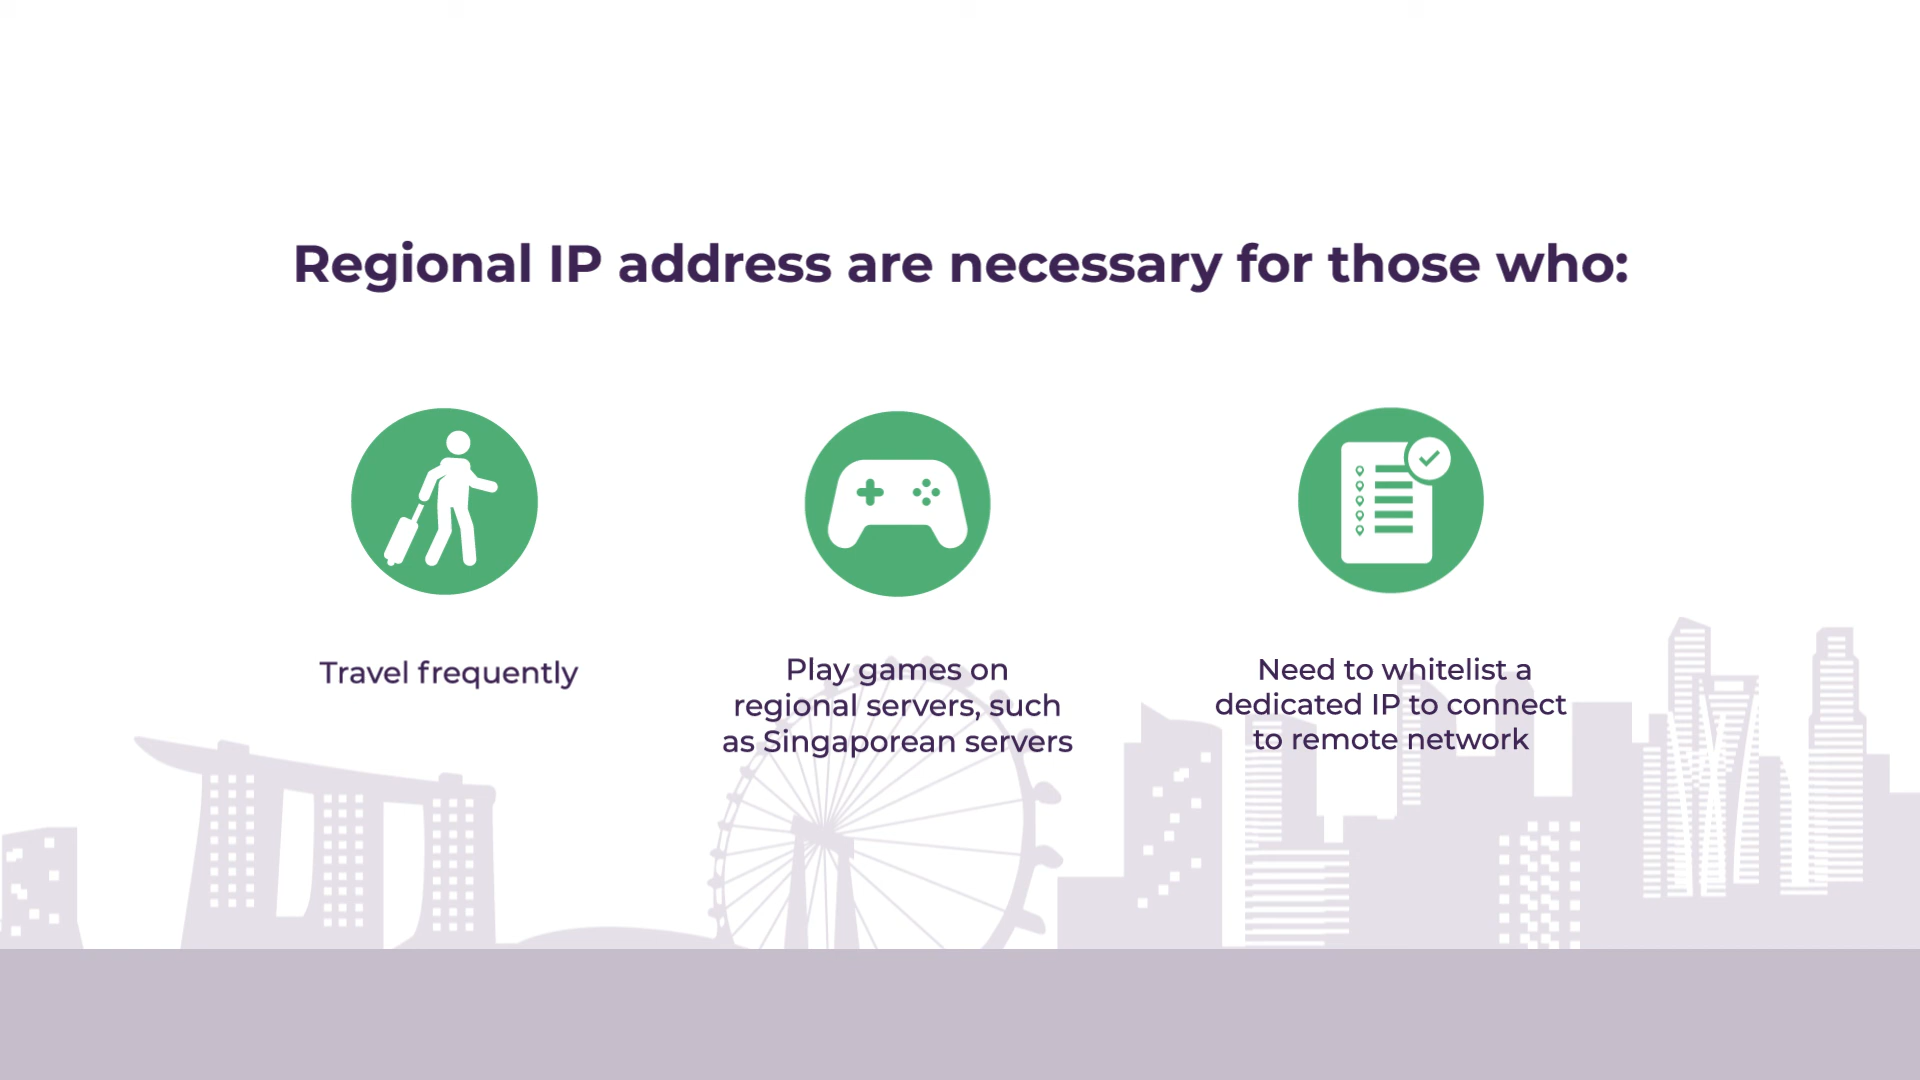 Regional IP address are necessary for those who:
Travel frequently
Play games on
regional servers, such
as Singaporean servers
Need to whitelist a
dedicated IP to connect
to remote network